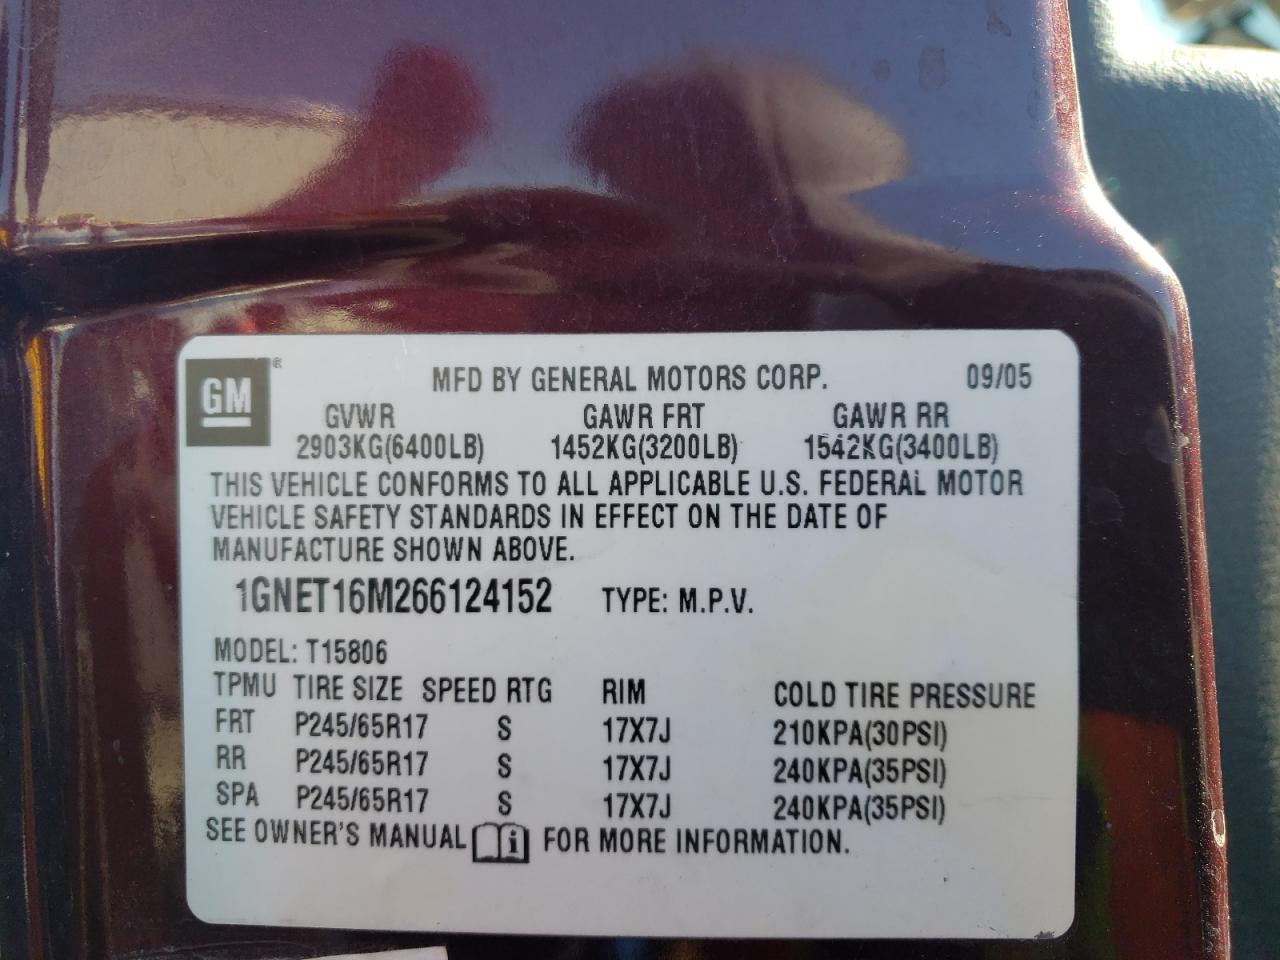 GM®
MFD BY GENERAL MOTORS CORP. 09/05
GVWR GAWR FRT GAWR RR
2903KG(6400LB) 1452KG(3200LB) 1542KG(3400LB)
THIS VEHICLE CONFORMS TO ALL APPLICABLE U.S. FEDERAL MOTOR
VEHICLE SAFETY STANDARDS IN EFFECT ON THE DATE OF
MANUFACTURE SHOWN ABOVE.
1GNET16M266124152 TYPE: M.P.V.
MODEL: T15806
TPMU TIRE SIZE SPEED RTG RIM COLD TIRE PRESSURE
FRT P245/65R17 S 17X7J 210KPA(30PSI)
RR P245/65R17 S 17X7J 240KPA(35PSI)
SPA P245/65R17 S 17X7J 240KPA(35PSI)
SEE OWNER'S MANUAL i FOR MORE INFORMATION.